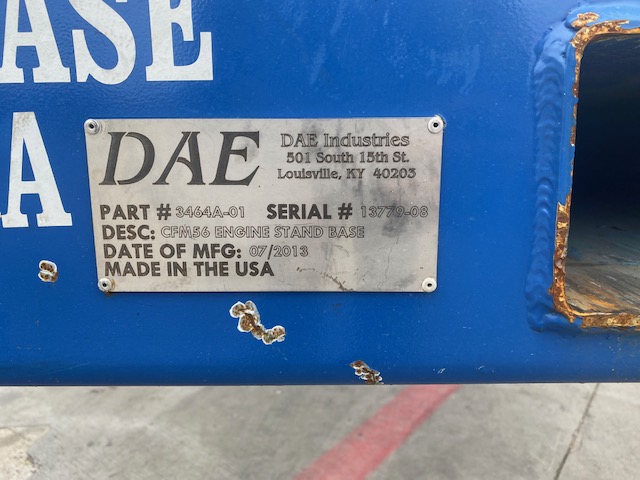 ASE
A
DAE
DAE Industries
501 South 15th St.
Louisville, KY 40203
PART # 3464A-01 SERIAL # 13779-08
DESC: CFM56 ENGINE STAND BASE
DATE OF MFG: 07/2013
MADE IN THE USA